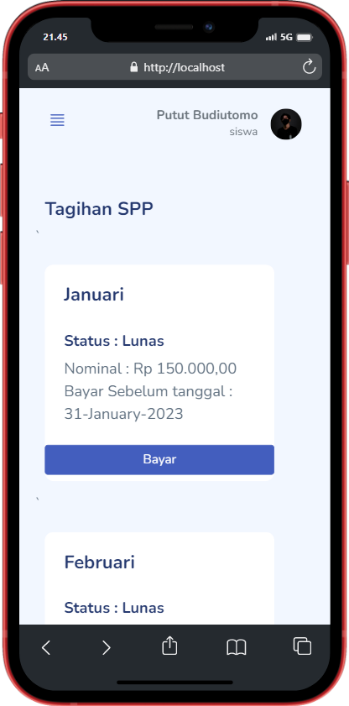 21.45
5G
AA
http://localhost
Putut Budiutomo
siswa
Tagihan SPP
`
Januari
Status : Lunas
Nominal : Rp 150.000,00
Bayar Sebelum tanggal :
31-January-2023
Bayar
`
Februari
Status : Lunas